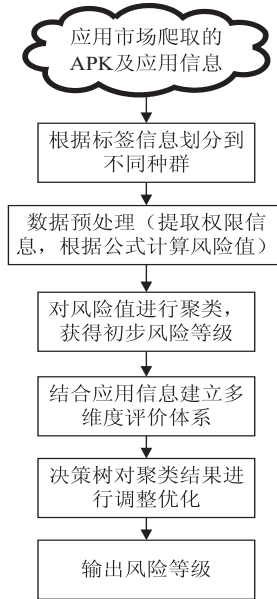 应用市场爬取的
APK及应用信息
根据标签信息划分到
不同种群
数据预处理（提取权限信
息，根据公式计算风险值）
对风险值进行聚类，
获得初步风险等级
结合应用信息建立多
维度评价体系
决策树对聚类结果进
行调整优化
输出风险等级